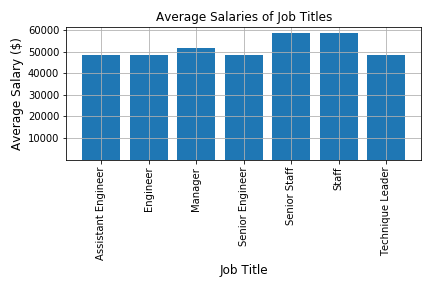 Average Salaries of Job Titles
Average Salary ($)
60000
50000
40000
30000
20000
10000
Assistant Engineer
Engineer
Manager
Senior Engineer
Senior Staff
Staff
Technique Leader
Job Title